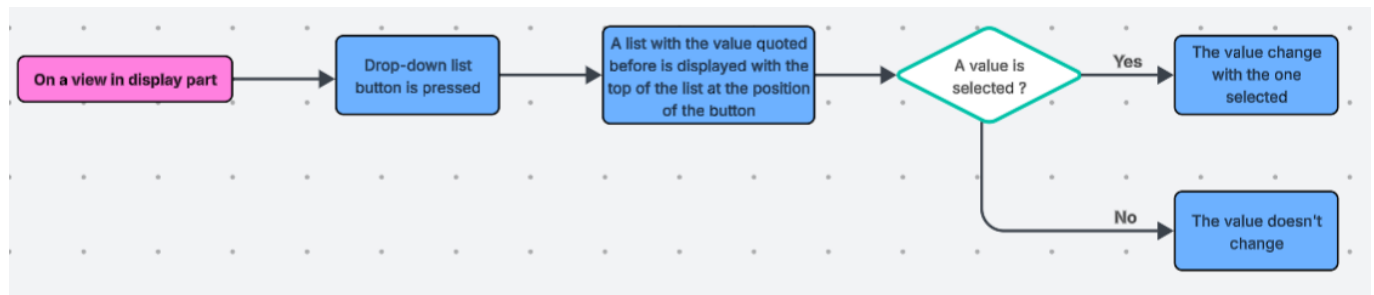 On a view in display part
Drop-down list
button is pressed
A list with the value quoted
before is displayed with the
top of the list at the position
of the button
A value is
selected ?
Yes
The value change
with the one
selected
No
The value doesn't
change